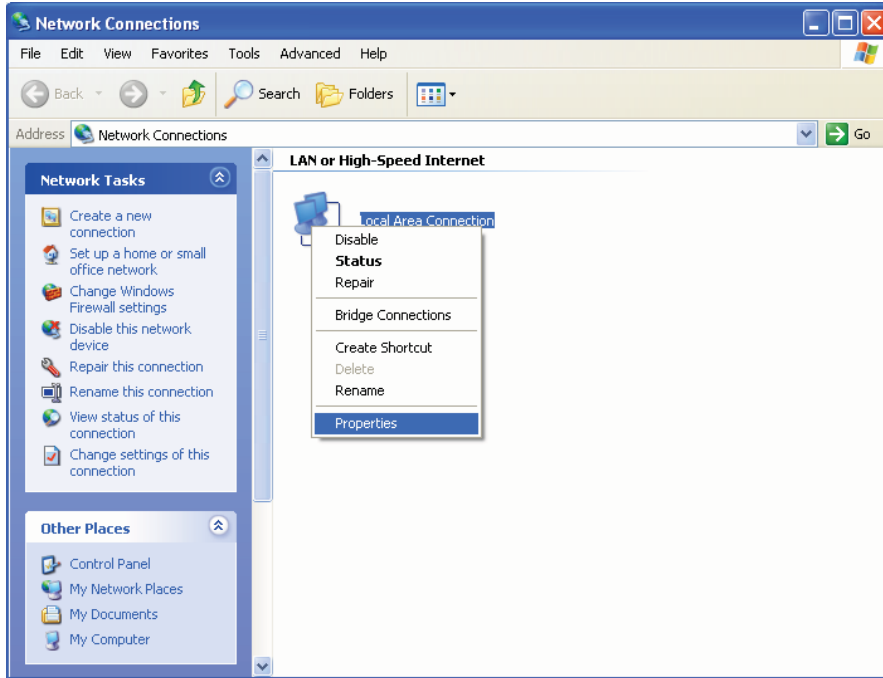 Network Connections
File Edit View Favorites Tools Advanced Help
Back Search Folders
Address Network Connections Go
Network Tasks
Create a new
connection
Set up a home or small
office network
Change Windows
Firewall settings
Disable this network
device
Repair this connection
Rename this connection
View status of this
connection
Change settings of this
connection
Other Places
Control Panel
My Network Places
My Documents
My Computer
LAN or High-Speed Internet
Local Area Connection
Disable
Status
Repair
Bridge Connections
Create Shortcut
Delete
Rename
Properties